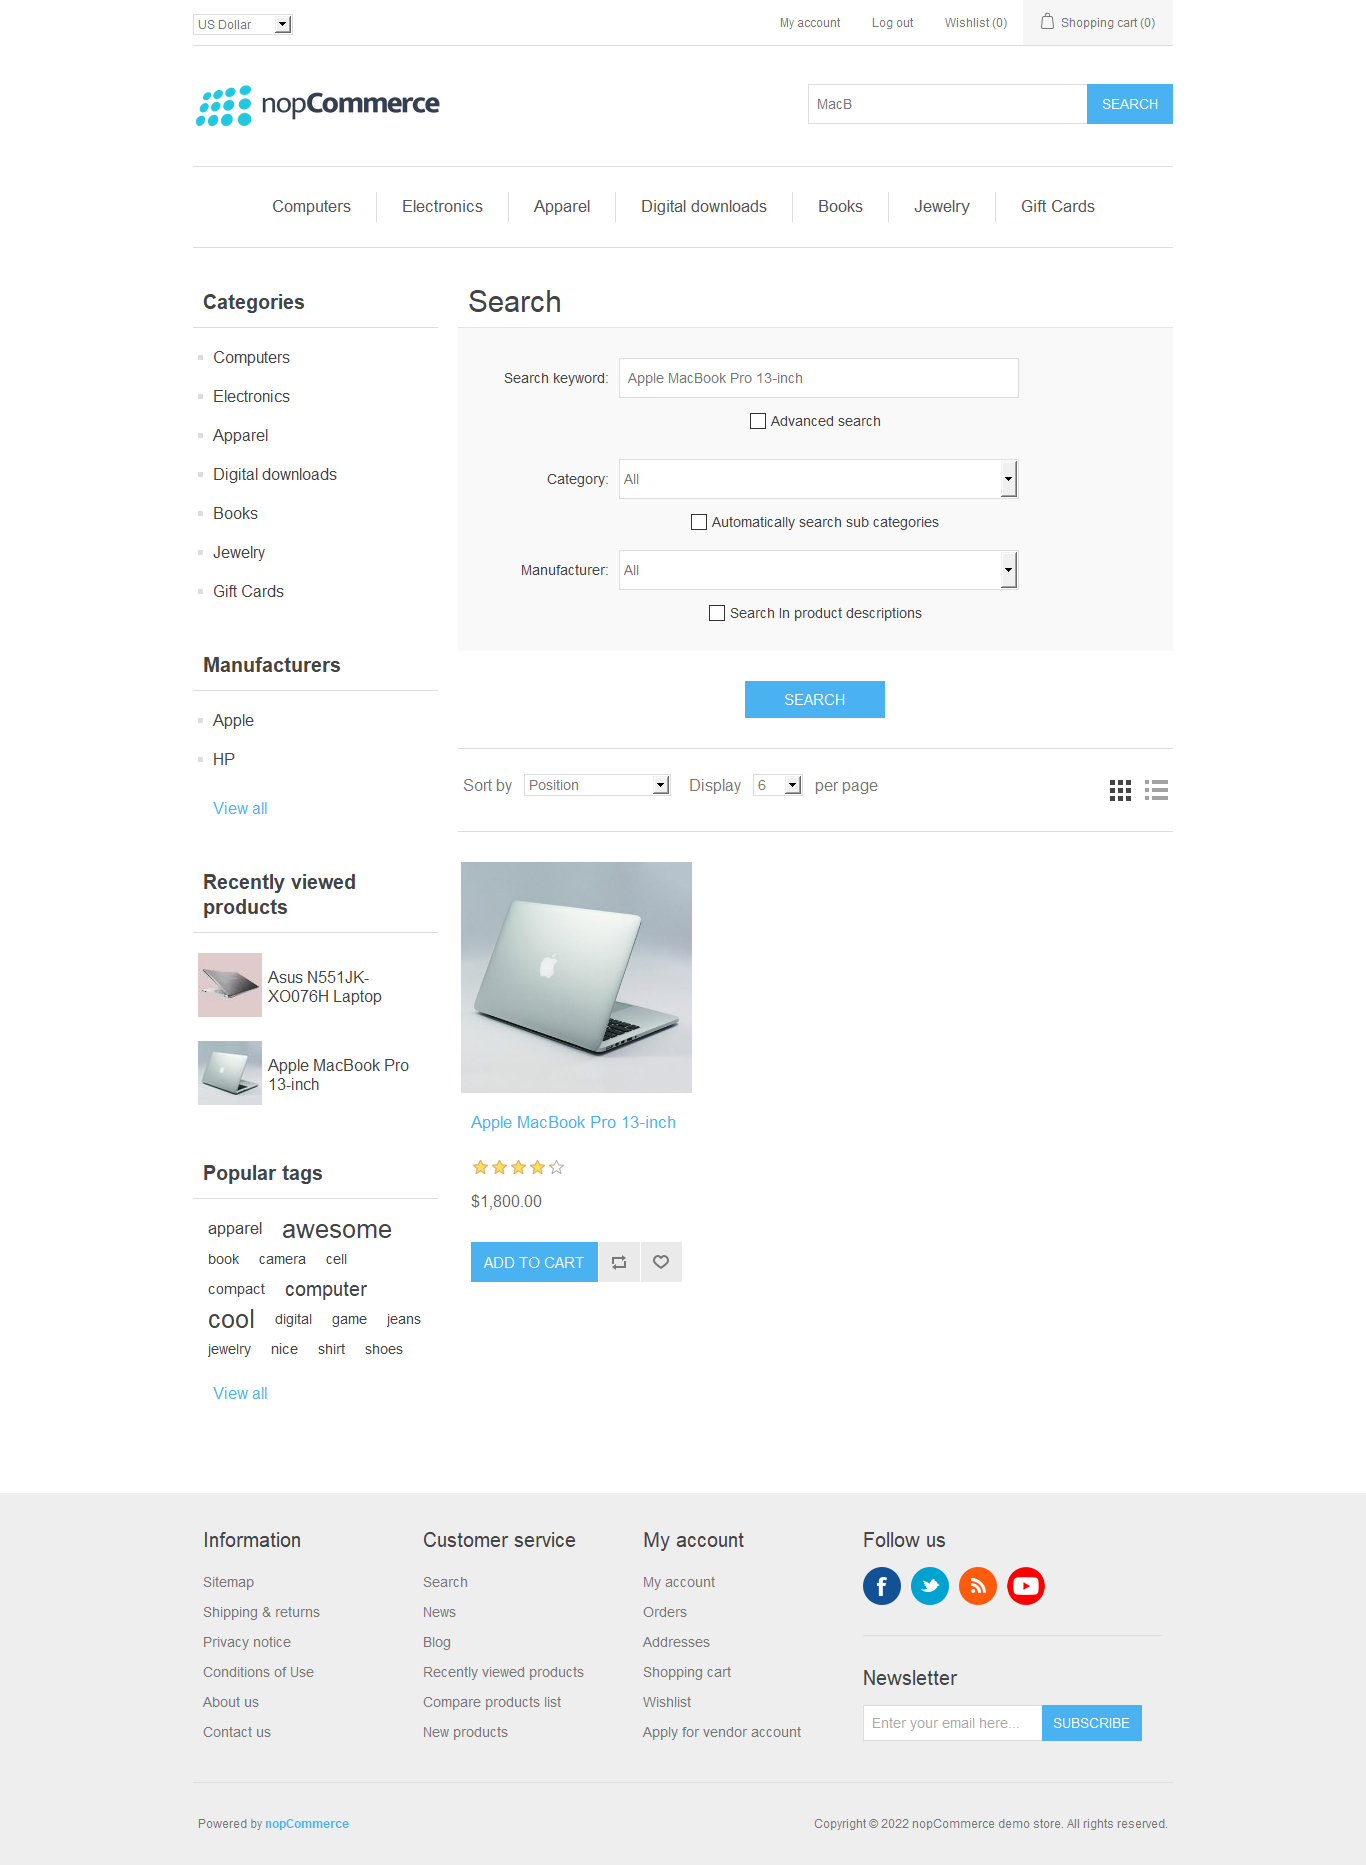 US Dollar
My account
Log out
Wishlist (0)
Shopping cart (0)
nopCommerce
MacB
SEARCH
Computers
Electronics
Apparel
Digital downloads
Books
Jewelry
Gift Cards
Categories
Computers
Electronics
Apparel
Digital downloads
Books
Jewelry
Gift Cards
Manufacturers
Apple
HP
View all
Recently viewed
products
Asus N551JK-
XO076H Laptop
Apple MacBook Pro
13-inch
Popular tags
apparel awesome
book camera cell
compact computer
cool digital game jeans
jewelry nice shirt shoes
View all
Search
Search keyword: Apple MacBook Pro 13-inch
Advanced search
Category: All
Automatically search sub categories
Manufacturer: All
Search In product descriptions
SEARCH
Sort by Position Display 6 per page
Apple MacBook Pro 13-inch
$1,800.00
ADD TO CART
Information
Sitemap
Shipping & returns
Privacy notice
Conditions of Use
About us
Contact us
Customer service
Search
News
Blog
Recently viewed products
Compare products list
New products
My account
My account
Orders
Addresses
Shopping cart
Wishlist
Apply for vendor account
Follow us
Newsletter
Enter your email here...
SUBSCRIBE
Powered by nopCommerce
Copyright © 2022 nopCommerce demo store. All rights reserved.